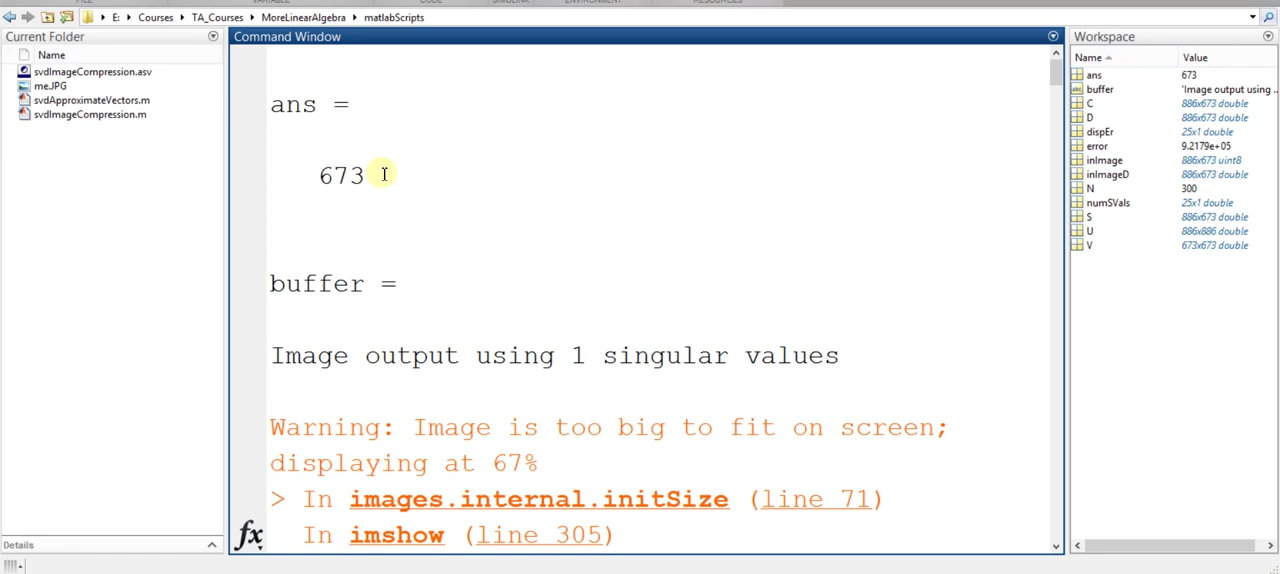 E: Courses TA_Courses MoreLinearAlgebra matlabScripts
Current Folder
Name
svdImageCompression.asv
me.JPG
svdApproximateVectors.m
svdImageCompression.m
Details
Command Window
ans =
673
buffer =
Image output using 1 singular values
Warning: Image is too big to fit on screen;
displaying at 67%
> In images.internal.initSize (line 71)
In imshow (line 305)
fx
Workspace
Name Value
ans 673
buffer 'Image output using ...
C 886x673 double
D 886x673 double
dispEr 25x1 double
error 9.2179e+05
inImage 886x673 uint8
inImageD 886x673 double
N 300
numSVals 25x1 double
S 886x673 double
U 886x886 double
V 673x673 double